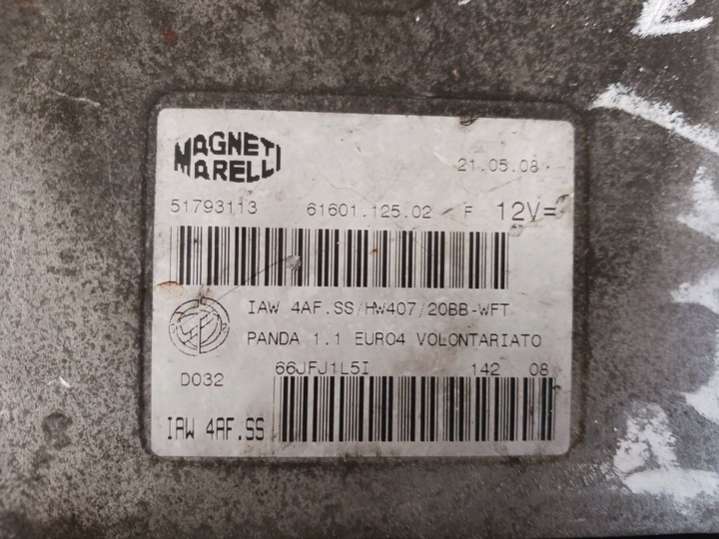 MAGNETI
MARELLI
21.05.08
51793113 61601.125.02 F 12V=
IAW 4AF.SS/HW407/20BB-WFT
PANDA 1.1 EURO4 VOLONTARIATO
D032 66JFJ1L5I 142 08
IAW 4AF.SS